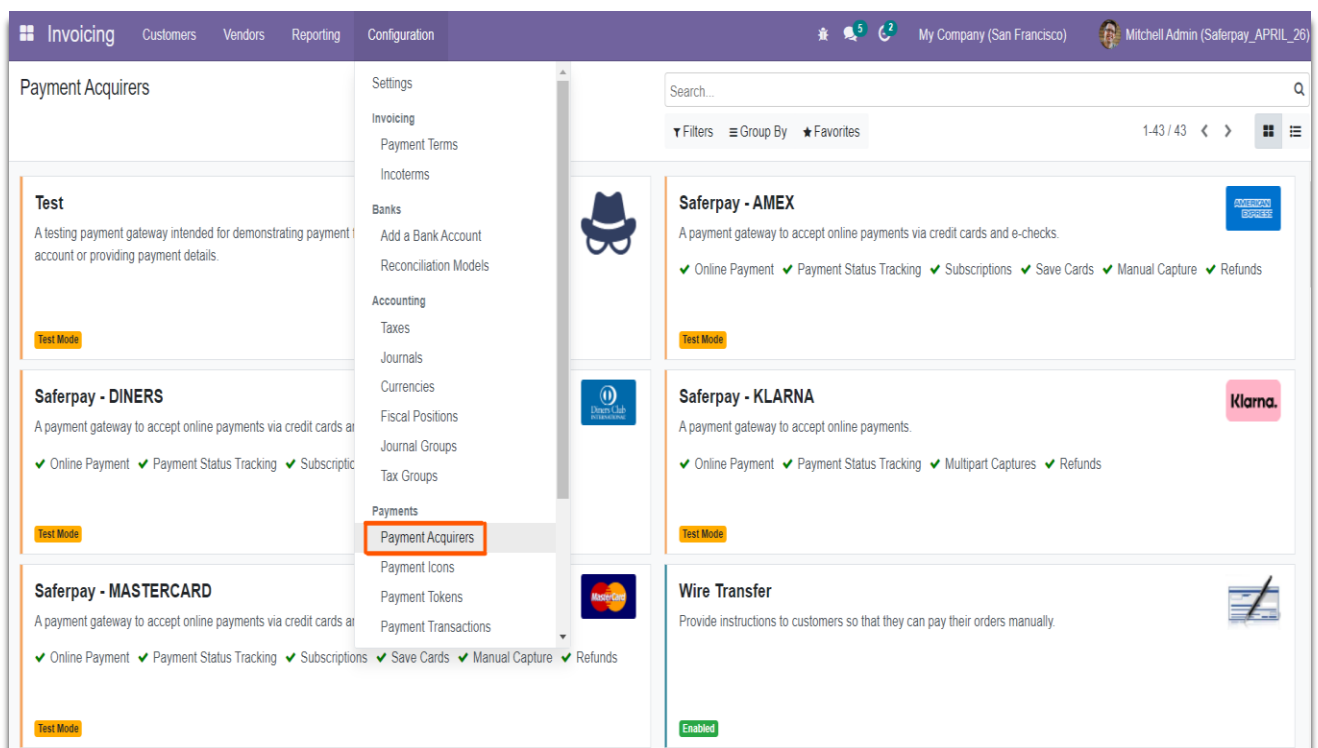 Invoicing Customers Vendors Reporting Configuration 5 2 My Company (San Francisco) Mitchell Admin (Saferpay_APRIL_26)
Payment Acquirers
Search...
Filters Group By Favorites 1-43 / 43
Settings
Invoicing
Payment Terms
Incoterms
Banks
Add a Bank Account
Reconciliation Models
Accounting
Taxes
Journals
Currencies
Fiscal Positions
Journal Groups
Tax Groups
Payments
Payment Acquirers
Payment Icons
Payment Tokens
Payment Transactions
Test
A testing payment gateway intended for demonstrating payment
account or providing payment details.
Test Mode
Saferpay - AMEX
AMERICAN
EXPRESS
A payment gateway to accept online payments via credit cards and e-checks.
Online Payment Payment Status Tracking Subscriptions Save Cards Manual Capture Refunds
Test Mode
Saferpay - DINERS
Diners Club
INTERNATIONAL
A payment gateway to accept online payments via credit cards
Online Payment Payment Status Tracking
Test Mode
Saferpay - KLARNA
Klarna.
A payment gateway to accept online payments.
Online Payment Payment Status Tracking Multipart Captures Refunds
Test Mode
Saferpay - MASTERCARD
MasterCard
A payment gateway to accept online payments via credit cards
Online Payment Payment Status Tracking Subscriptions Save Cards Manual Capture Refunds
Test Mode
Wire Transfer
Provide instructions to customers so that they can pay their orders manually.
Enabled